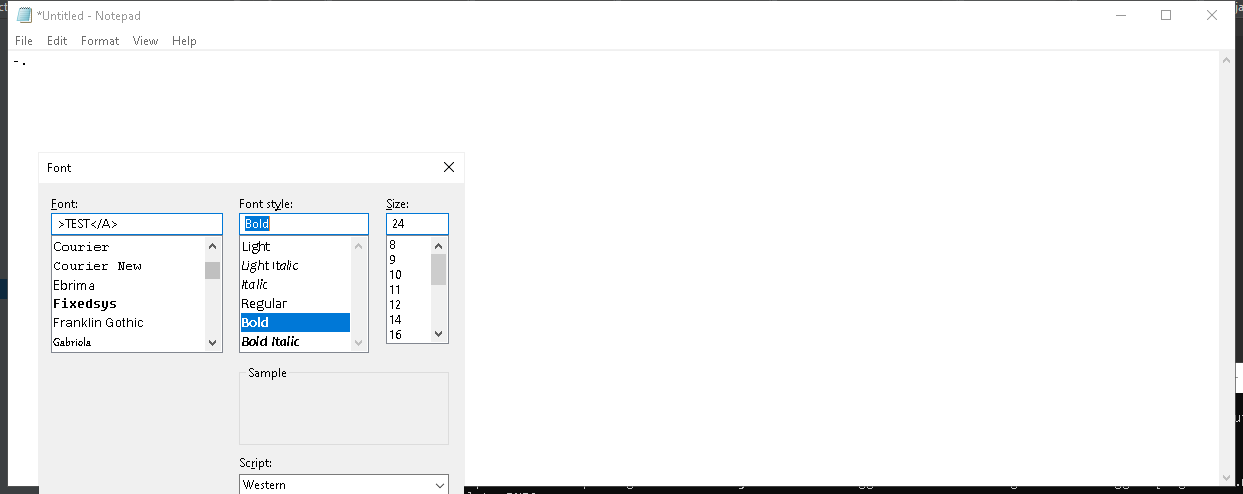 *Untitled - Notepad
File Edit Format View Help
-.
Font
Font: Font style: Size:
>TEST</A> Bold 24
Courier Light 8
Courier New Light Italic 9
Ebrima Italic 10
Fixedsys Regular 11
Franklin Gothic Bold 12
Gabriola Bold Italic 14
16
Sample
Script:
Western